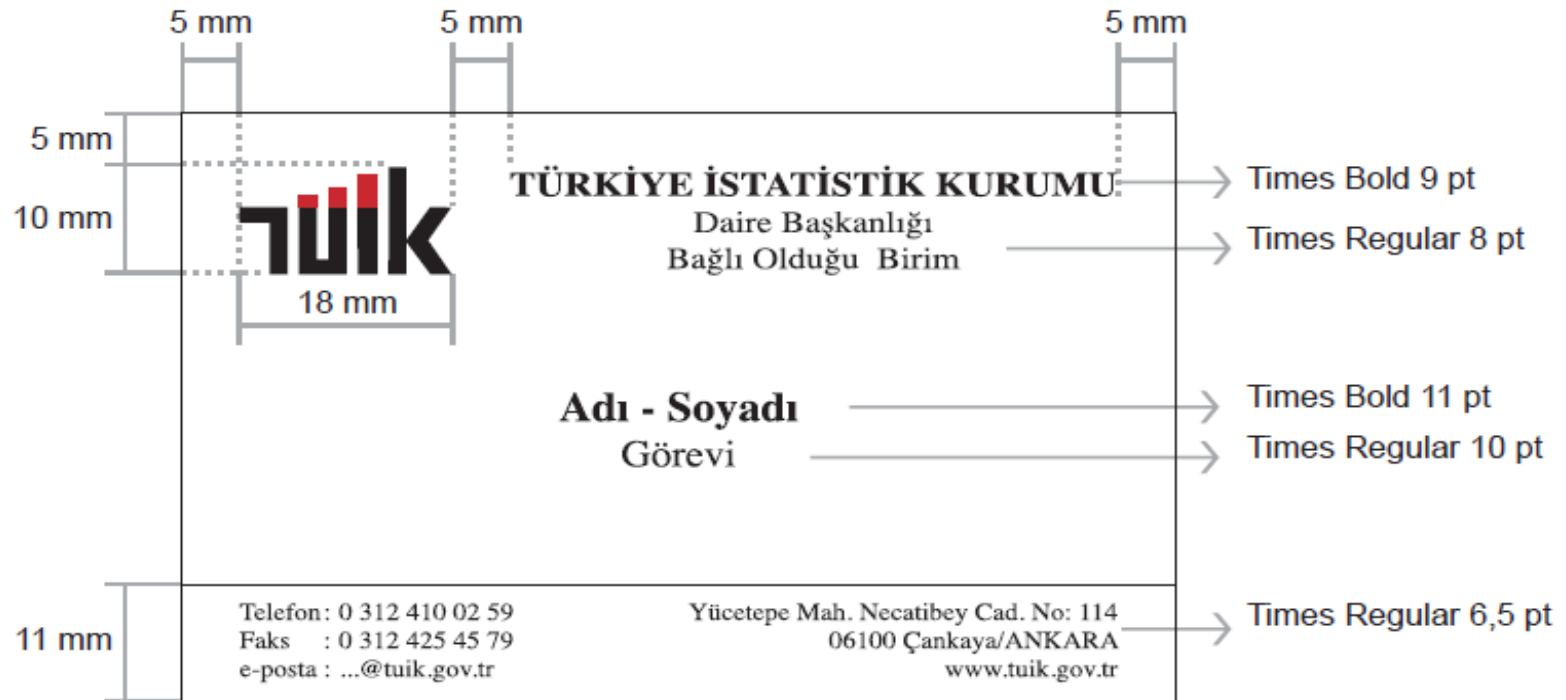 5 mm 5 mm 5 mm
5 mm
10 mm
TUİK
18 mm
TÜRKİYE İSTATİSTİK KURUMU
Times Bold 9 pt
Daire Başkanlığı
Bağlı Olduğu Birim
Times Regular 8 pt
Adı - Soyadı
Times Bold 11 pt
Görevi
Times Regular 10 pt
11 mm
Telefon : 0 312 410 02 59
Faks : 0 312 425 45 79
e-posta : ...@tuik.gov.tr
Yücetepe Mah. Necatibey Cad. No: 114
06100 Çankaya/ANKARA
www.tuik.gov.tr
Times Regular 6,5 pt